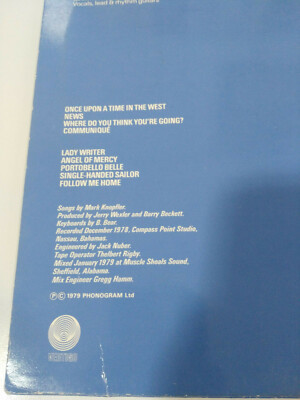 Vocals, lead & rhythm guitars
ONCE UPON A TIME IN THE WEST
NEWS
WHERE DO YOU THINK YOU'RE GOING?
COMMUNIQUÉ
LADY WRITER
ANGEL OF MERCY
PORTOBELLO BELLE
SINGLE-HANDED SAILOR
FOLLOW ME HOME
Songs by Mark Knopfler.
Produced by Jerry Wexler and Barry Beckett.
Keyboards by B. Bear.
Recorded December 1978, Compass Point Studio,
Nassau, Bahamas.
Engineered by Jack Nuber.
Tape Operator Thelbert Rigby.
Mixed January 1979 at Muscle Shoals Sound,
Sheffield, Alabama.
Mix Engineer Gregg Hamm.
Ⓟ © 1979 PHONOGRAM Ltd